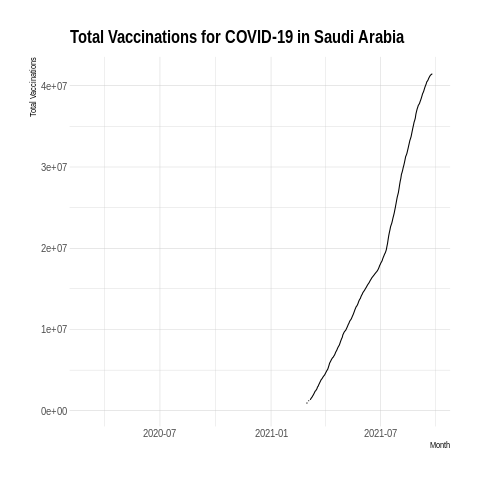 Total Vaccinations for COVID-19 in Saudi Arabia
Total Vaccinations
4e+07
3e+07
2e+07
1e+07
0e+00
2020-07 2021-01 2021-07
Month